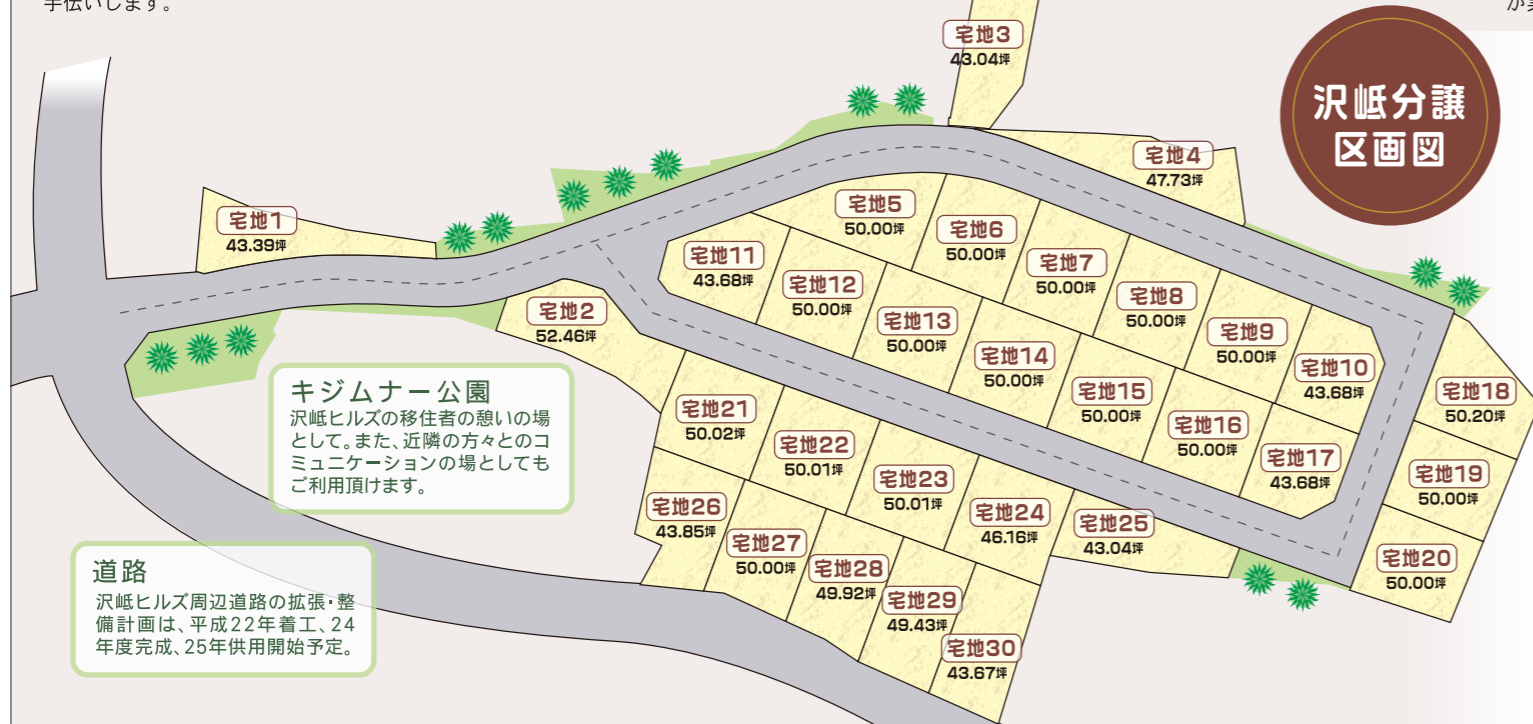 手伝いします。
沢岻分譲
区画図
宅地1
43.39坪
宅地2
52.46坪
宅地3
43.04坪
宅地4
47.73坪
宅地5
50.00坪
宅地6
50.00坪
宅地7
50.00坪
宅地8
50.00坪
宅地9
50.00坪
宅地10
43.68坪
宅地11
43.68坪
宅地12
50.00坪
宅地13
50.00坪
宅地14
50.00坪
宅地15
50.00坪
宅地16
50.00坪
宅地17
43.68坪
宅地18
50.20坪
宅地19
50.00坪
宅地20
50.00坪
宅地21
50.02坪
宅地22
50.01坪
宅地23
50.01坪
宅地24
46.16坪
宅地25
43.04坪
宅地26
43.85坪
宅地27
50.00坪
宅地28
49.92坪
宅地29
49.43坪
宅地30
43.67坪
キジムナー公園
沢岻ヒルズの移住者の憩いの場
として。また、近隣の方々とのコ
ミュニケーションの場としても
ご利用頂けます。
道路
沢岻ヒルズ周辺道路の拡張・整
備計画は、平成22年着工、24
年度完成、25年供用開始予定。